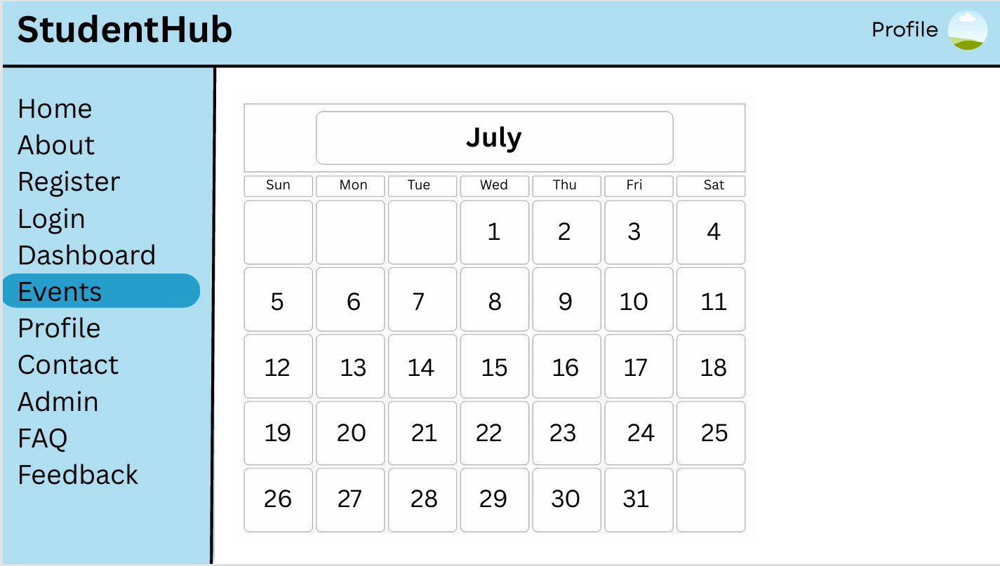 StudentHub
Profile
Home
About
Register
Login
Dashboard
Events
Profile
Contact
Admin
FAQ
Feedback
July
Sun Mon Tue Wed Thu Fri Sat
1 2 3 4
5 6 7 8 9 10 11
12 13 14 15 16 17 18
19 20 21 22 23 24 25
26 27 28 29 30 31